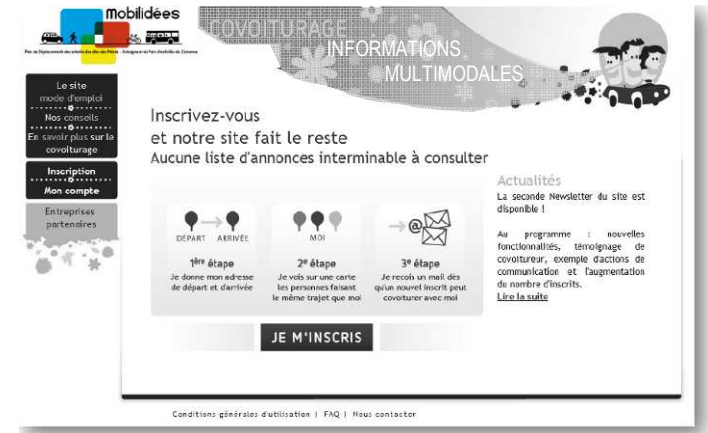 mobilidées
COVOITURAGE
INFORMATIONS
MULTIMODALES
Le site
mode d'emploi
Nos conseils
En savoir plus sur le
covoiturage
Inscription
Mon compte
Entreprises
partenaires
Inscrivez-vous
et notre site fait le reste
Aucune liste d'annonces interminable à consulter
DÉPART ARRIVÉE
1ère étape
Je donne mon adresse
de départ et d'arrivée
MOI
2e étape
Je vois sur une carte
les personnes faisant
le même trajet que moi
@
3e étape
Je reçois un mail dès
qu'un nouvel inscrit peut
covoiturer avec moi
JE M'INSCRIS
Actualités
La seconde Newsletter du site est
disponible !
Au programme : nouvelles
fonctionnalités, témoignage de
covoitureur, exemple d'actions de
communication et l'augmentation
du nombre d'inscrits.
Lire la suite
Conditions générales d'utilisation | FAQ | Nous contacter